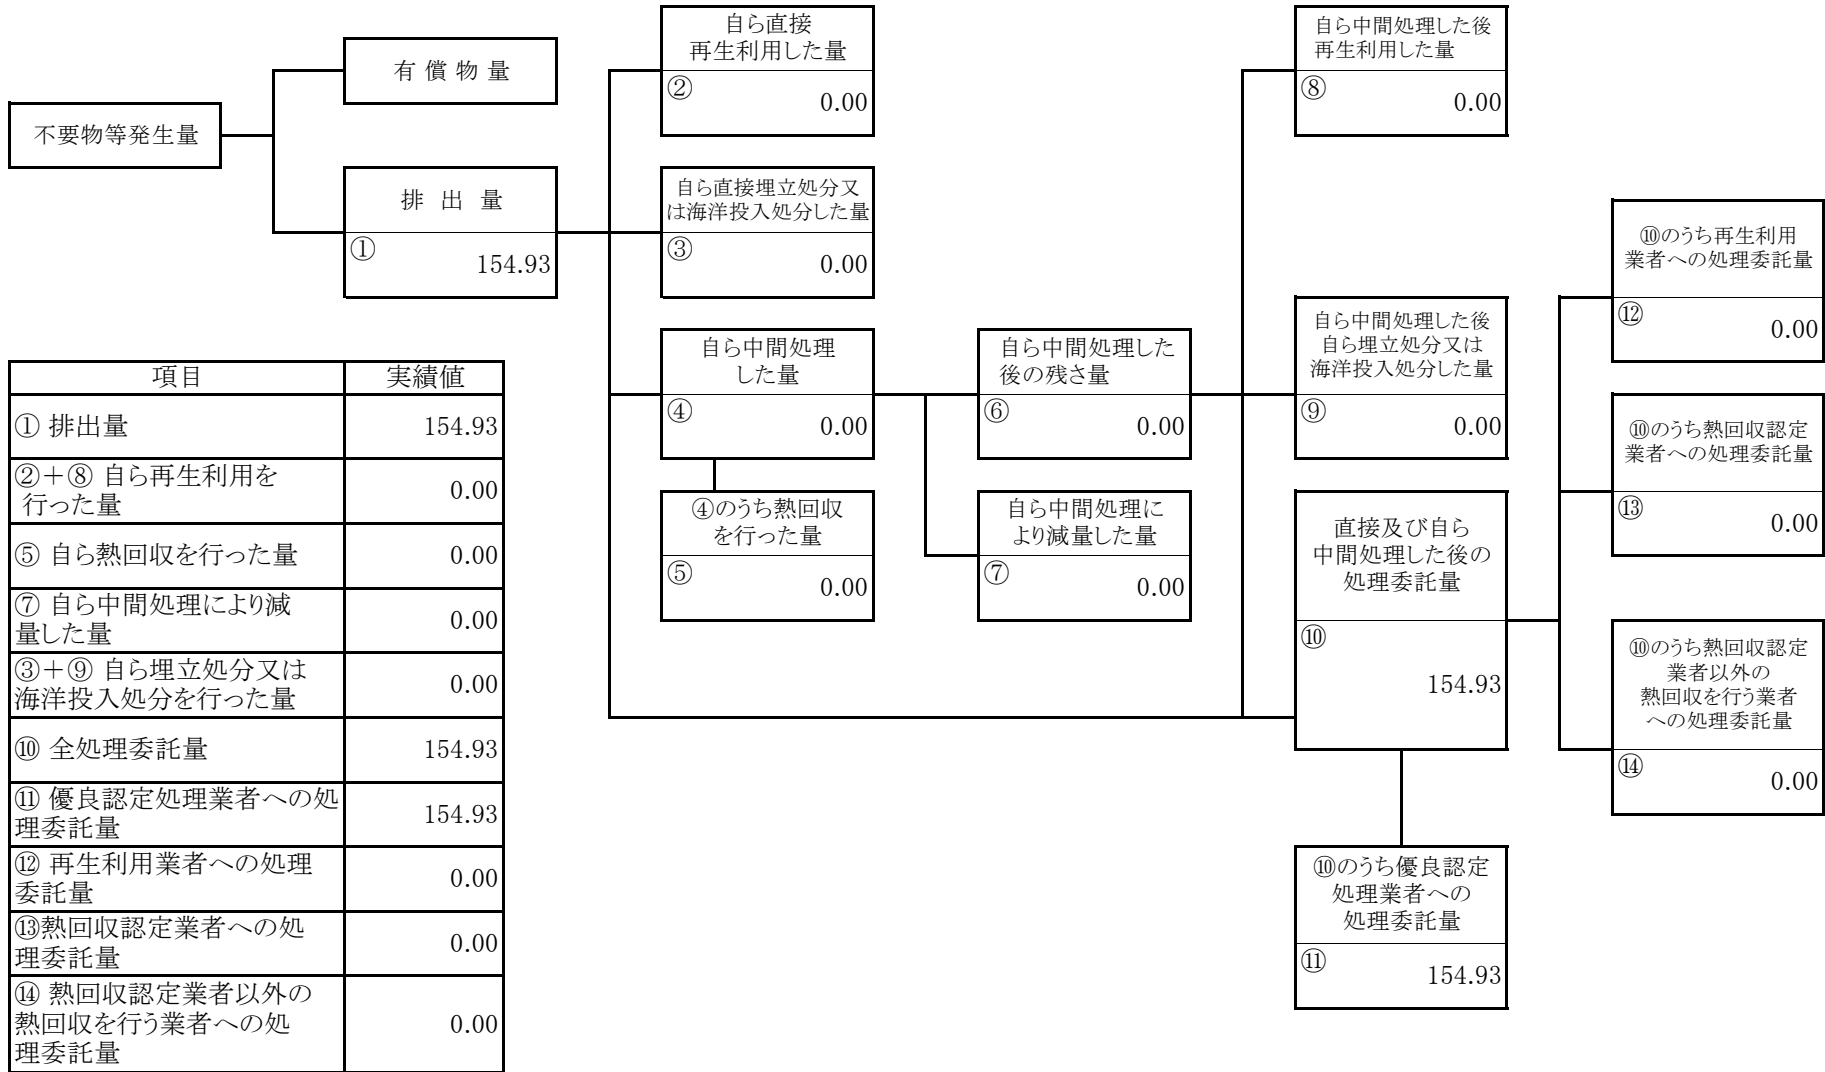 不要物等発生量
有 償 物 量
排 出 量
①
154.93
自ら直接
再生利用した量
②
0.00
自ら直接埋立処分又
は海洋投入処分した量
③
0.00
自ら中間処理
した量
④
0.00
④のうち熱回収
を行った量
⑤
0.00
自ら中間処理した
後の残さ量
⑥
0.00
自ら中間処理に
より減量した量
⑦
0.00
自ら中間処理した後
再生利用した量
⑧
0.00
自ら中間処理した後
自ら埋立処分又は
海洋投入処分した量
⑨
0.00
直接及び自ら
中間処理した後の
処理委託量
⑩
154.93
⑩のうち優良認定
処理業者への
処理委託量
⑪
154.93
⑩のうち再生利用
業者への処理委託量
⑫
0.00
⑩のうち熱回収認定
業者への処理委託量
⑬
0.00
⑩のうち熱回収認定
業者以外の
熱回収を行う業者
への処理委託量
⑭
0.00
項目 実績値
① 排出量 154.93
②+⑧ 自ら再生利用を
行った量 0.00
⑤ 自ら熱回収を行った量 0.00
⑦ 自ら中間処理により減
量した量 0.00
③+⑨ 自ら埋立処分又は
海洋投入処分を行った量 0.00
⑩ 全処理委託量 154.93
⑪ 優良認定処理業者への処
理委託量 154.93
⑫ 再生利用業者への処理
委託量 0.00
⑬熱回収認定業者への処
理委託量 0.00
⑭ 熱回収認定業者以外の
熱回収を行う業者への処
理委託量 0.00